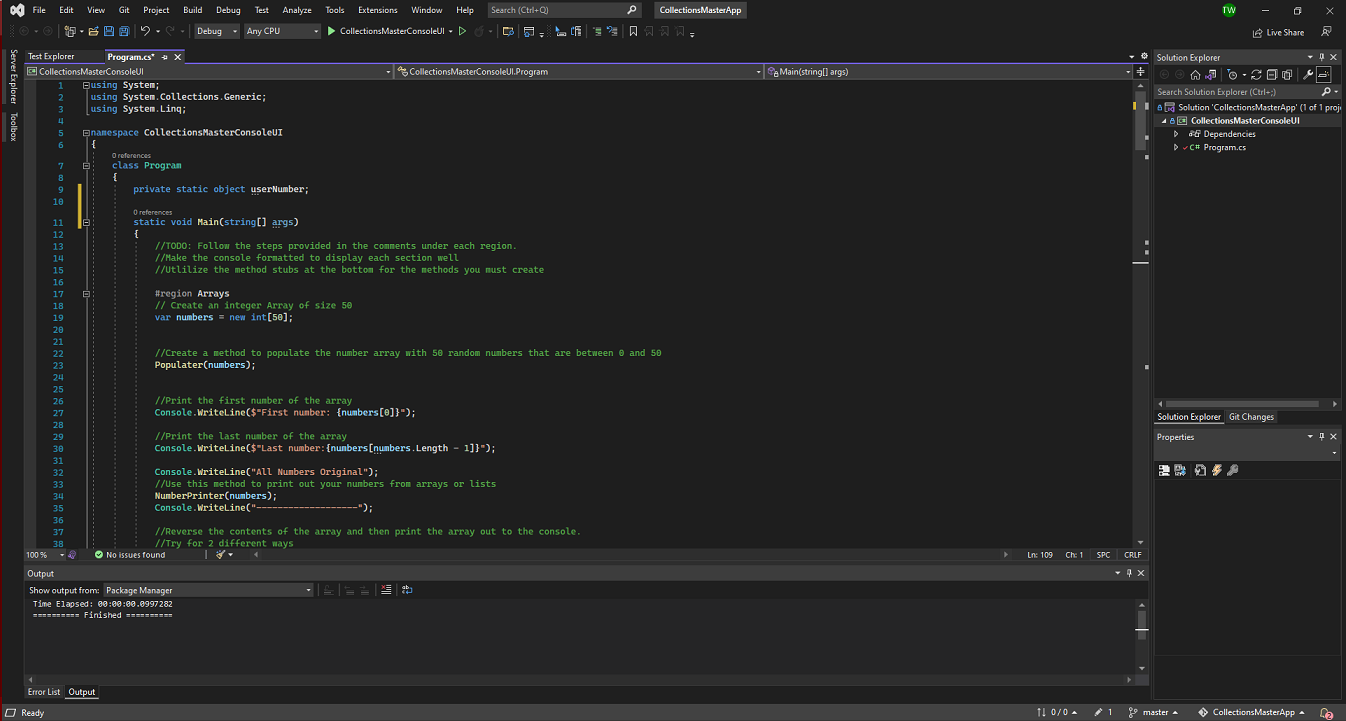 File Edit View Git Project Build Debug Test Analyze Tools Extensions Window Help Search (Ctrl+Q) CollectionsMasterApp TW
Debug Any CPU CollectionsMasterConsoleUI Live Share
Server Explorer
Toolbox
Test Explorer Program.cs*
CollectionsMasterConsoleUI CollectionsMasterConsoleUI.Program Main(string[] args)
1 using System;
2 using System.Collections.Generic;
3 using System.Linq;
4
5 namespace CollectionsMasterConsoleUI
6 {
0 references
7 class Program
8 {
9 private static object userNumber;
10
0 references
11 static void Main(string[] args)
12 {
13 //TODO: Follow the steps provided in the comments under each region.
14 //Make the console formatted to display each section well
15 //Utlilize the method stubs at the bottom for the methods you must create
16
17 #region Arrays
18 // Create an integer Array of size 50
19 var numbers = new int[50];
20
21
22 //Create a method to populate the number array with 50 random numbers that are between 0 and 50
23 Populater(numbers);
24
25
26 //Print the first number of the array
27 Console.WriteLine($"First number: {numbers[0]}");
28
29 //Print the last number of the array
30 Console.WriteLine($"Last number:{numbers[numbers.Length - 1]}");
31
32 Console.WriteLine("All Numbers Original");
33 //Use this method to print out your numbers from arrays or lists
34 NumberPrinter(numbers);
35 Console.WriteLine("-------------------");
36
37 //Reverse the contents of the array and then print the array out to the console.
38 //Try for 2 different ways
100 % No issues found Ln: 109 Ch: 1 SPC CRLF
Output
Show output from: Package Manager
Time Elapsed: 00:00:00.0997282
========== Finished ==========
Error List Output
Solution Explorer
Search Solution Explorer (Ctrl+;)
Solution 'CollectionsMasterApp' (1 of 1 proje
CollectionsMasterConsoleUI
Dependencies
C# Program.cs
Solution Explorer Git Changes
Properties
Ready 0 / 0 1 master CollectionsMasterApp 2